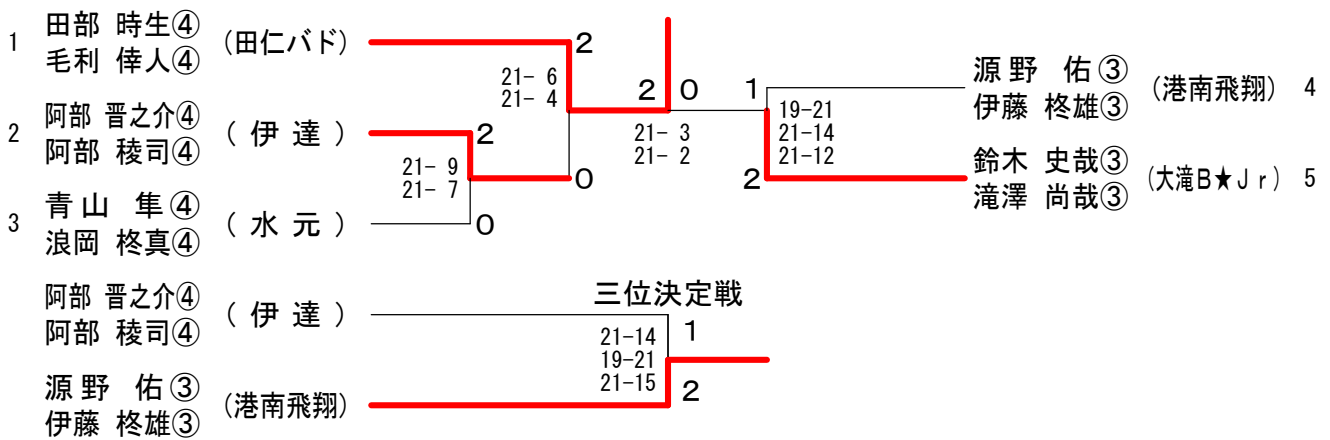 1 田部 時生④ (田仁バド) 2
毛利 倖人④
21- 6
21- 4
2 0
1
源野 佑③ (港南飛翔) 4
伊藤 柊雄③
2 阿部 晋之介④ (伊達) 2
阿部 稜司④
21- 3
21- 2
19-21
21-14
21-12
21- 9
21- 7
0
2
鈴木 史哉③ (大滝B★Jr) 5
滝澤 尚哉③
3 青山 隼④ (水元) 0
浪岡 柊真④
三位決定戦
阿部 晋之介④ (伊達)
阿部 稜司④
1
21-14
19-21
21-15
2
源野 佑③ (港南飛翔)
伊藤 柊雄③